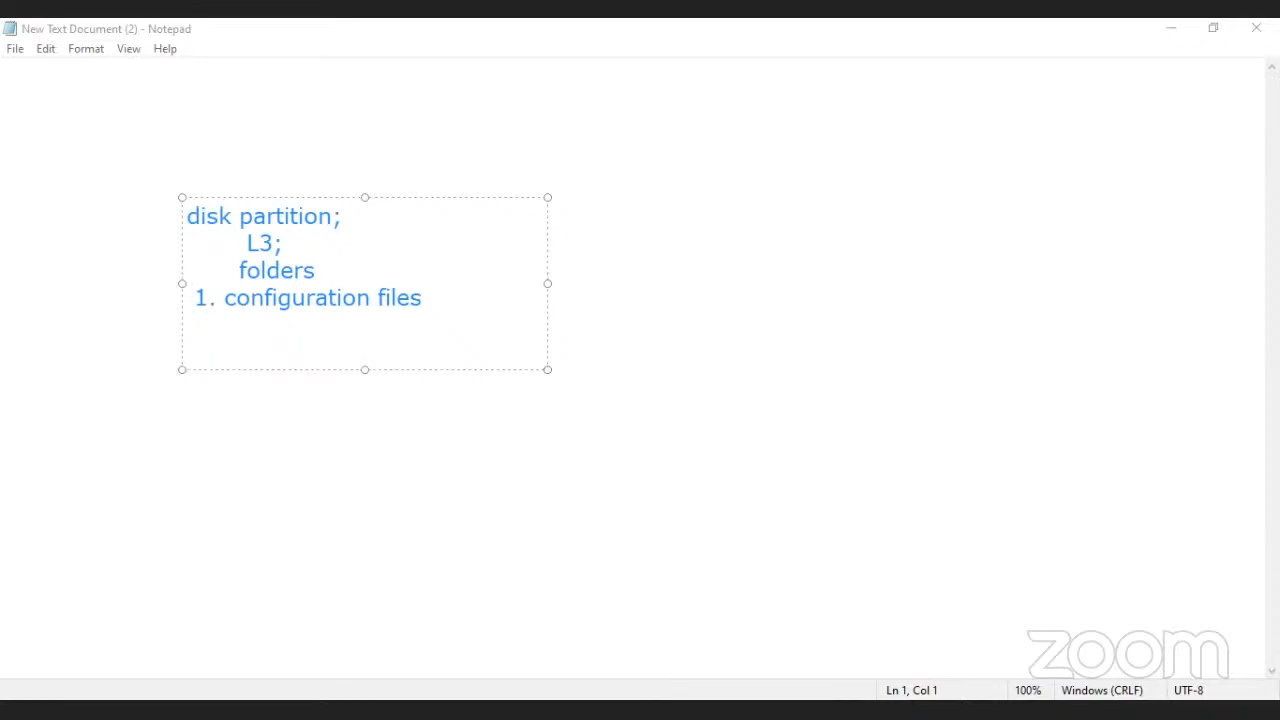 New Text Document (2) - Notepad
File Edit Format View Help
disk partition;
L3;
folders
1. configuration files
zoom
Ln 1, Col 1 100% Windows (CRLF) UTF-8